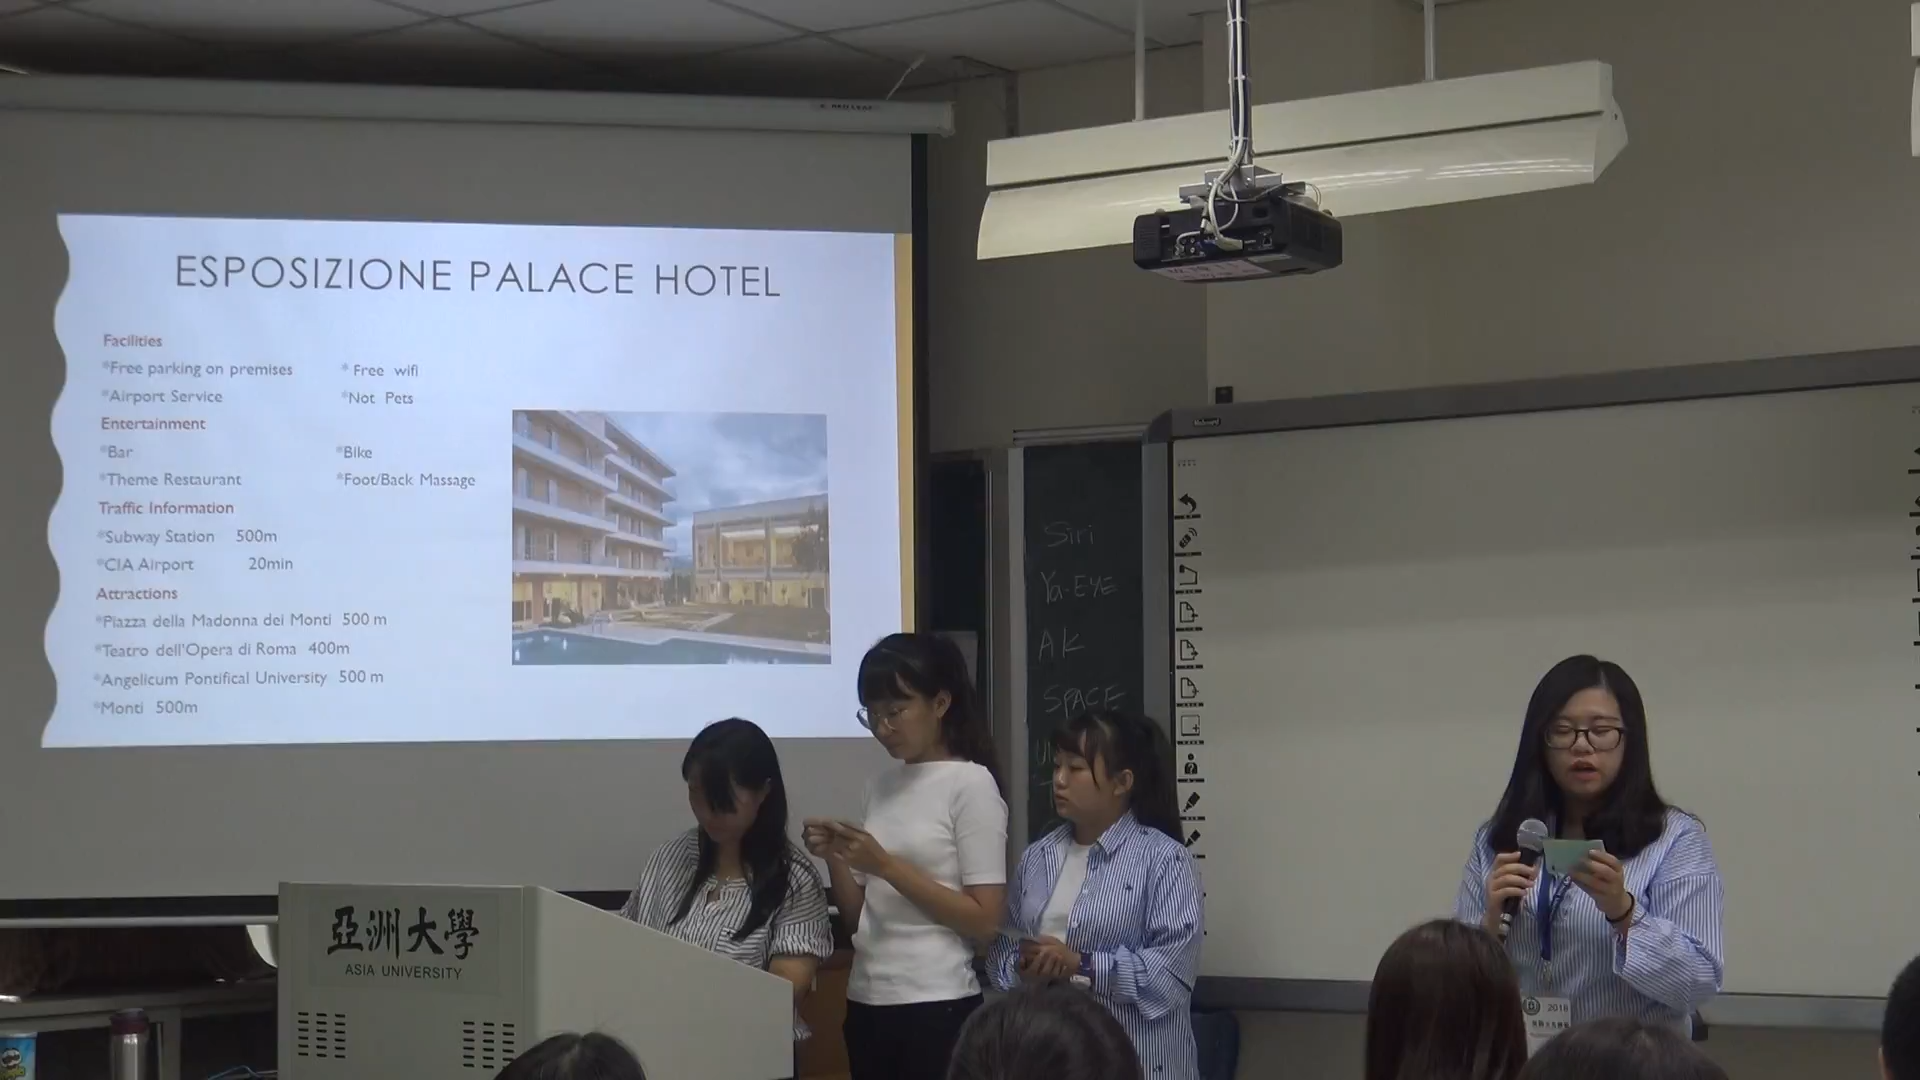 ESPOSIZIONE PALACE HOTEL
Facilities
*Free parking on premises * Free wifi
*Airport Service *Not Pets
Entertainment
*Bar *Bike
*Theme Restaurant *Foot/Back Massage
Traffic Information
*Subway Station 500m
*CIA Airport 20min
Attractions
*Piazza della Madonna dei Monti 500 m
*Teatro dell'Opera di Roma 400m
*Angelicum Pontifical University 500 m
*Monti 500m
Siri
Ya-EYE
AK
SPACE
亞洲大學
ASIA UNIVERSITY
2018